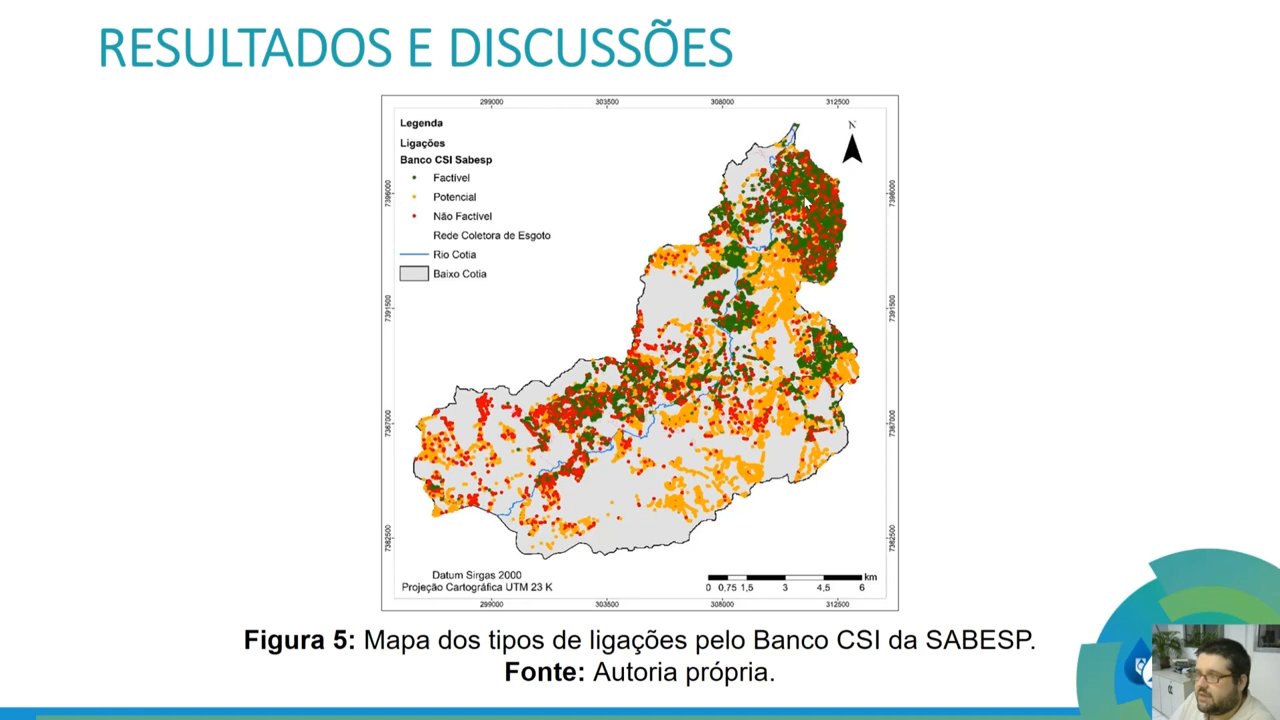 RESULTADOS E DISCUSSÕES
299000 303500 308000 312500
Legenda
N
Ligações
Banco CSI Sabesp
Factível
Potencial
Não Factível
Rede Coletora de Esgoto
Rio Cotia
Baixo Cotia
7396000 7396000
7391500 7391500
7387000 7387000
7382500 7382500
Datum Sirgas 2000
Projeção Cartográfica UTM 23 K
km
0 0,75 1,5 3 4,5 6
299000 303500 308000 312500
Figura 5: Mapa dos tipos de ligações pelo Banco CSI da SABESP.
Fonte: Autoria própria.